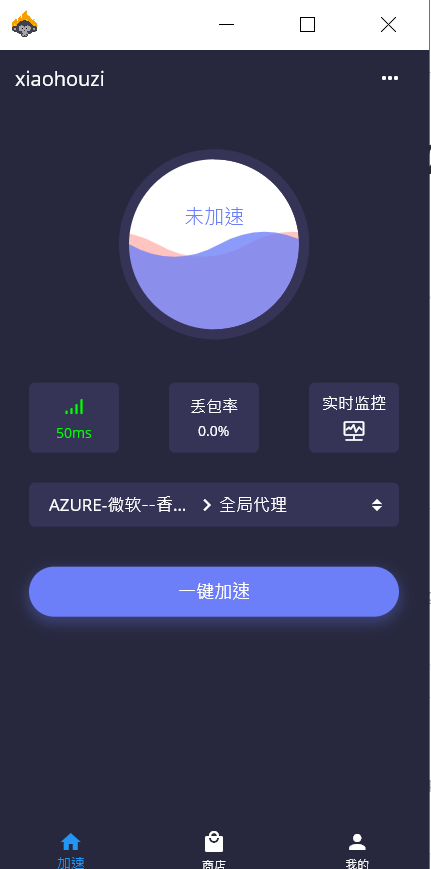 xiaohouzi
未加速
50ms
丢包率
0.0%
实时监控
AZURE-微软--香...
全局代理
一键加速
加速
商店
我的